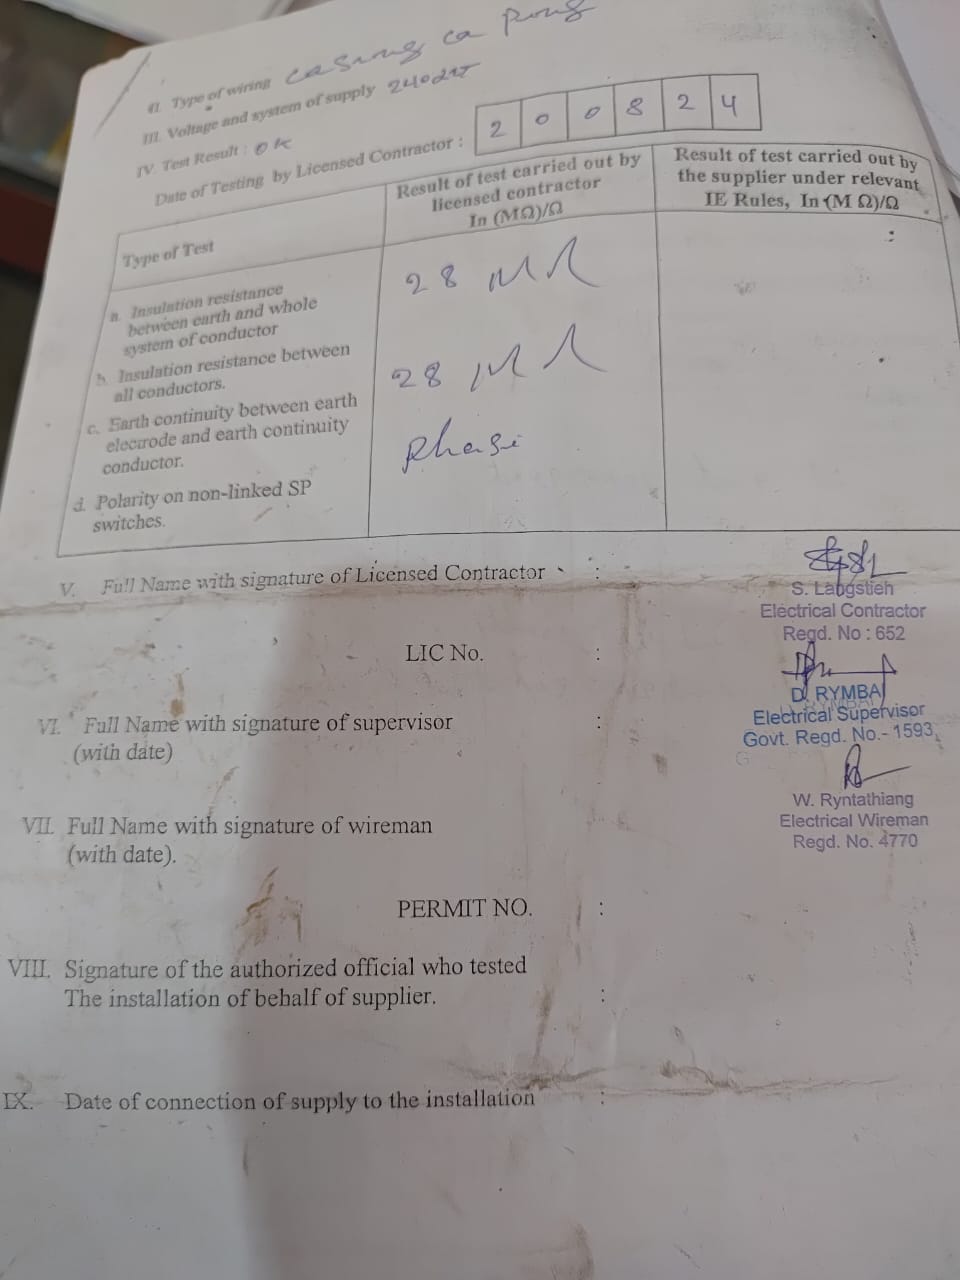 II. Type of wiring casing ca
III. Voltage and system of supply 240
IV. Test Result : OK
Date of Testing by Licensed Contractor : 2 0 0 8 2 4
Type of Test
Result of test carried out by
licensed contractor
In (MΩ)/Ω
Result of test carried out by
the supplier under relevant
IE Rules, In (M Ω)/Ω
a. Insulation resistance
between earth and whole
system of conductor
28 MΩ
b. Insulation resistance between
all conductors.
28 MΩ
c. Earth continuity between earth
electrode and earth continuity
conductor.
Phase
d. Polarity on non-linked SP
switches.
V. Full Name with signature of Licensed Contractor :
S. Langstieh
Electrical Contractor
Regd. No : 652
LIC No. :
VI. Full Name with signature of supervisor :
(with date)
D. RYMBAI
Electrical Supervisor
Govt. Regd. No.- 1593
VII. Full Name with signature of wireman
(with date).
W. Ryntathiang
Electrical Wireman
Regd. No. 4770
PERMIT NO. :
VIII. Signature of the authorized official who tested
The installation of behalf of supplier. :
IX. Date of connection of supply to the installation :